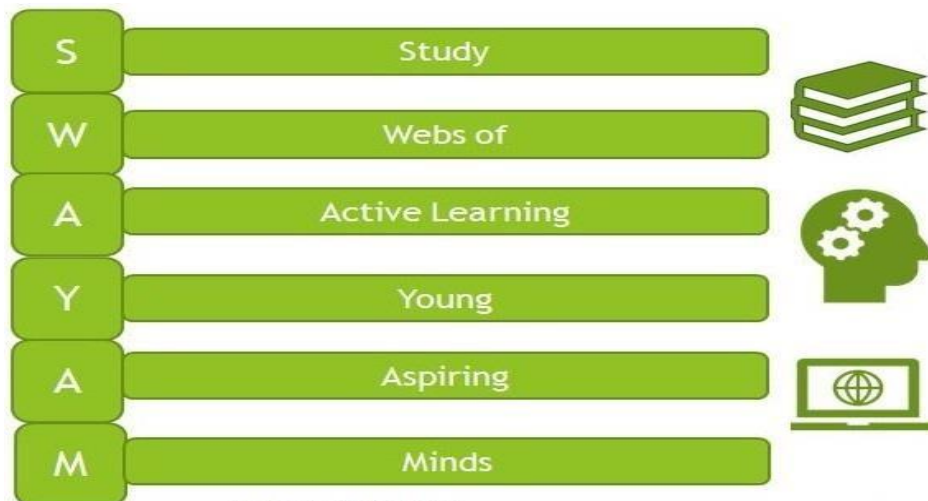 S Study
W Webs of
A Active Learning
Y Young
A Aspiring
M Minds